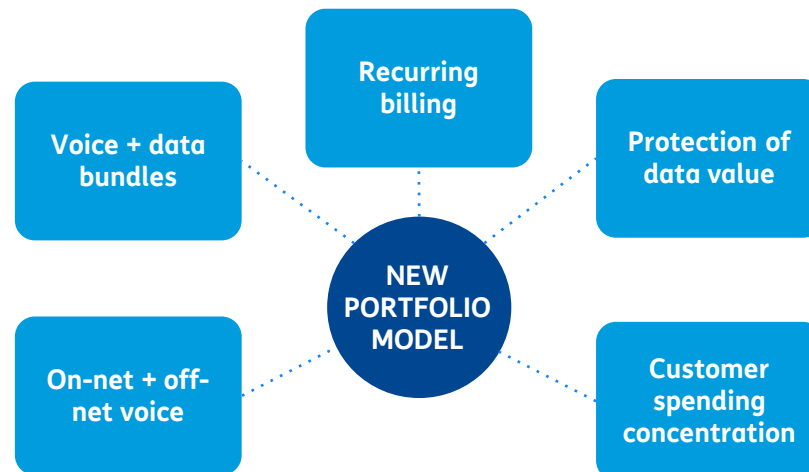 Recurring
billing
Voice + data
bundles
Protection of
data value
NEW
PORTFOLIO
MODEL
On-net + off-
net voice
Customer
spending
concentration